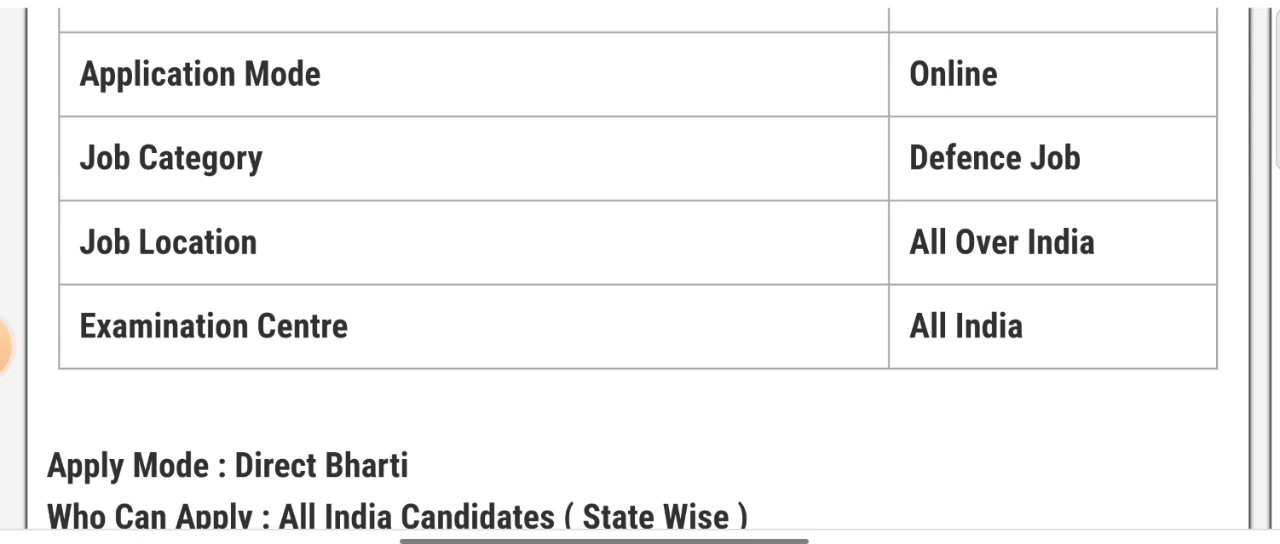 Application Mode Online
Job Category Defence Job
Job Location All Over India
Examination Centre All India
Apply Mode : Direct Bharti
Who Can Apply : All India Candidates ( State Wise )